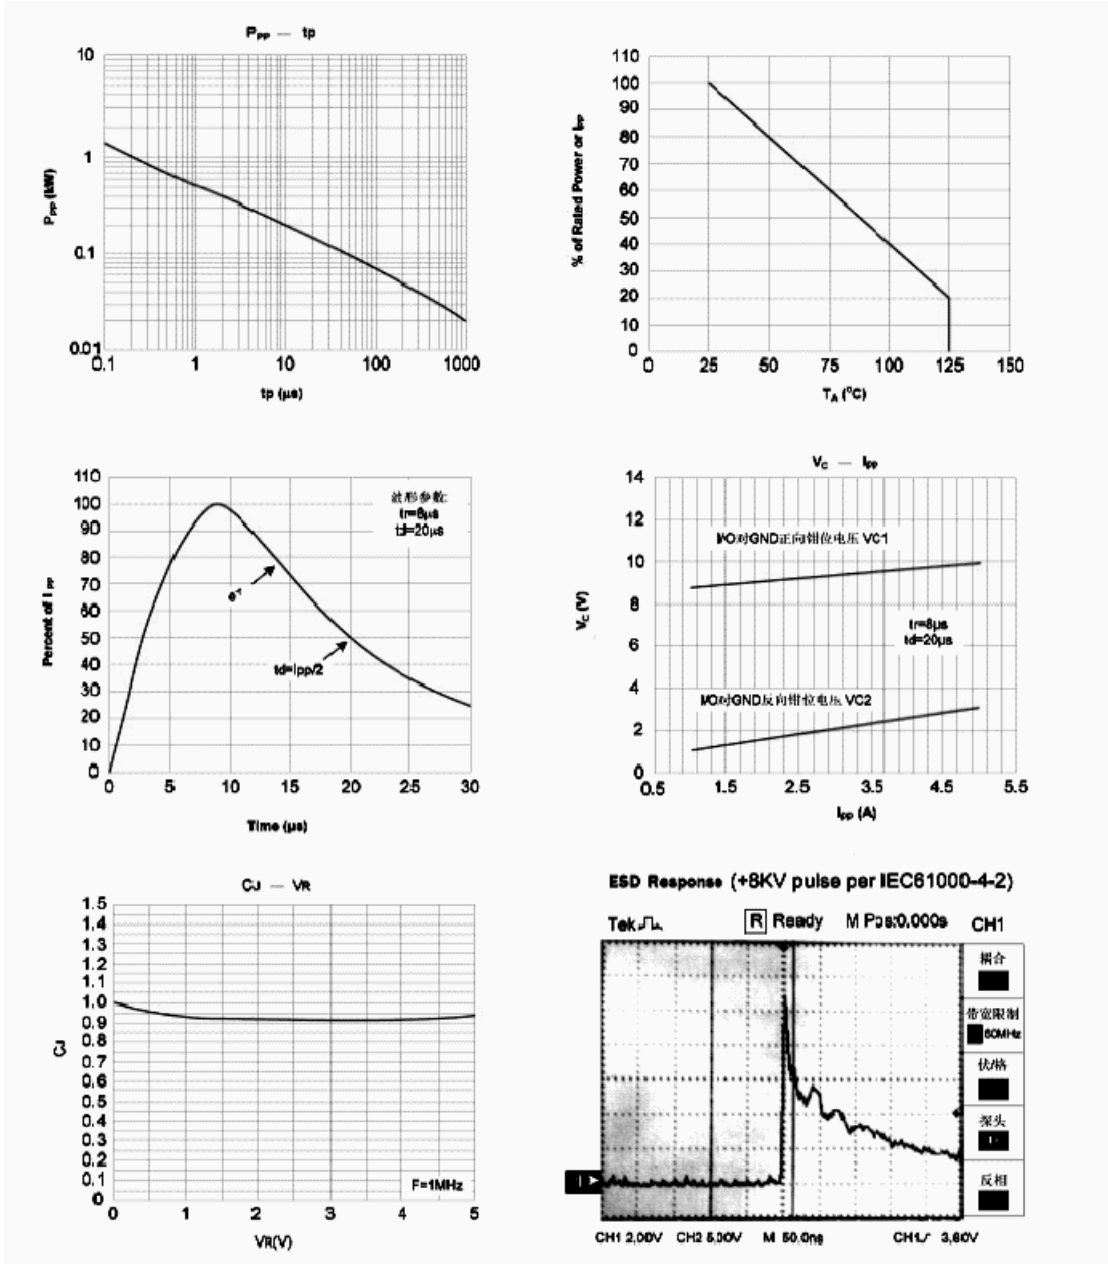 Ppp — tp
10
1
0.1
0.01
Ppp (kW)
0.1 1 10 100 1000
tp (μs)
110
100
90
80
70
60
50
40
30
20
10
0
% of Rated Power or Ipp
0 25 50 75 100 125 150
TA (°C)
110
100
90
80
70
60
50
40
30
20
10
0
Percent of Ipp
波形参数:
tr=8μs
td=20μs
e-t
td=Ipp/2
0 5 10 15 20 25 30
Time (μs)
VC — Ipp
14
12
10
8
6
4
2
0
VC (V)
I/O对GND正向钳位电压 VC1
tr=8μs
td=20μs
I/O对GND反向钳位电压 VC2
0.5 1.5 2.5 3.5 4.5 5.5
Ipp (A)
CJ — VR
1.5
1.4
1.3
1.2
1.1
1.0
0.9
0.8
0.7
0.6
0.5
0.4
0.3
0.2
0.1
0
CJ
F=1MHz
0 1 2 3 4 5
VR(V)
ESD Response (+8KV pulse per IEC61000-4-2)
Tek R Ready M Pos:0.000s CH1
耦合
带宽限制
60MHz
伏/格
探头
反相
1
CH1 2,00V CH2 5,00V M 50,0ns CH1 3,60V